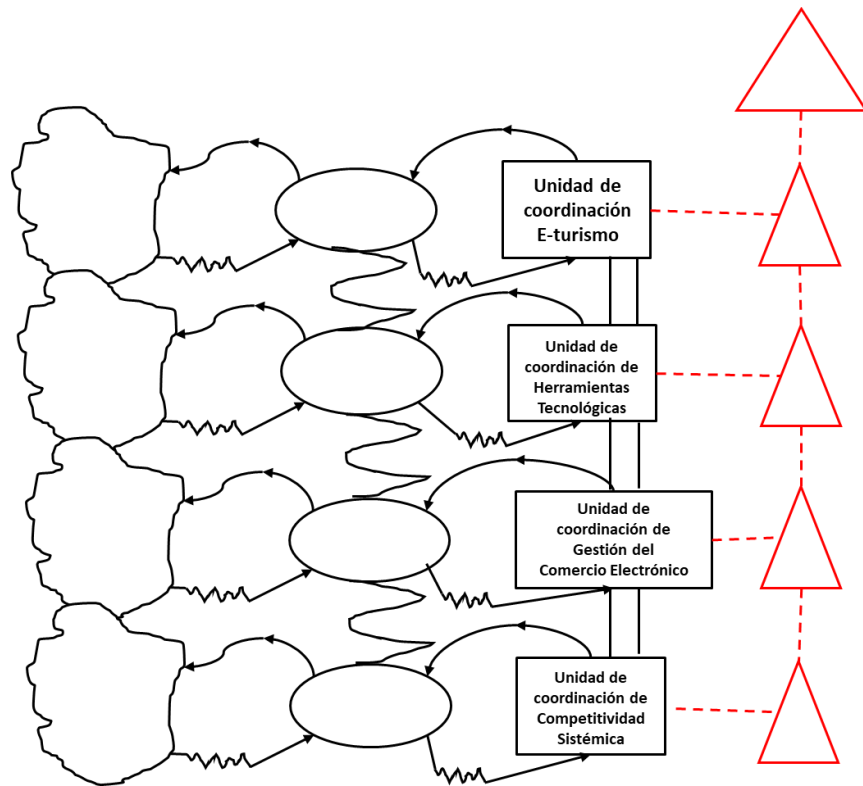 Unidad de
coordinación
E-turismo
Unidad de
coordinación de
Herramientas
Tecnológicas
Unidad de
coordinación de
Gestión del
Comercio Electrónico
Unidad de
coordinación de
Competitividad
Sistémica